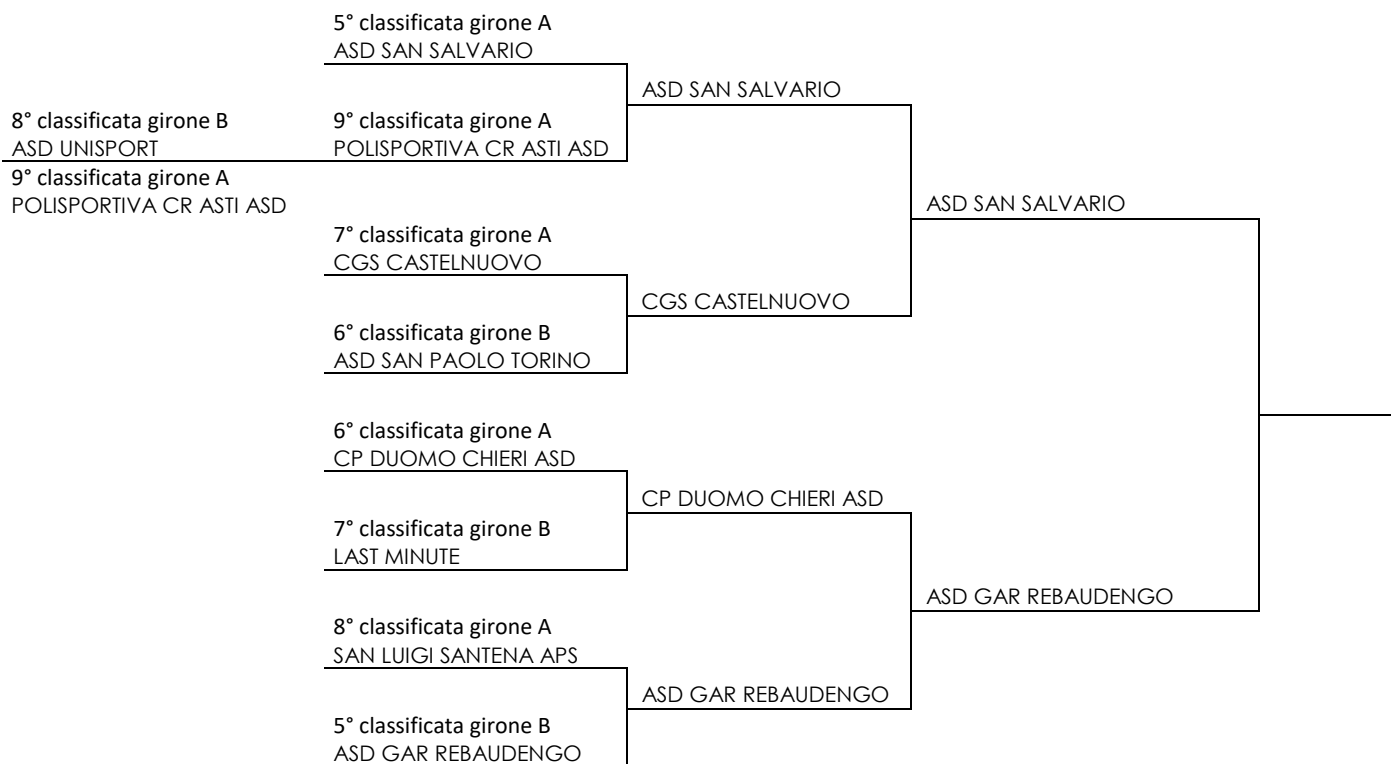 5° classificata girone A
ASD SAN SALVARIO
ASD SAN SALVARIO
8° classificata girone B
ASD UNISPORT
9° classificata girone A
POLISPORTIVA CR ASTI ASD
9° classificata girone A
POLISPORTIVA CR ASTI ASD
ASD SAN SALVARIO
7° classificata girone A
CGS CASTELNUOVO
CGS CASTELNUOVO
6° classificata girone B
ASD SAN PAOLO TORINO
6° classificata girone A
CP DUOMO CHIERI ASD
CP DUOMO CHIERI ASD
7° classificata girone B
LAST MINUTE
ASD GAR REBAUDENGO
8° classificata girone A
SAN LUIGI SANTENA APS
ASD GAR REBAUDENGO
5° classificata girone B
ASD GAR REBAUDENGO